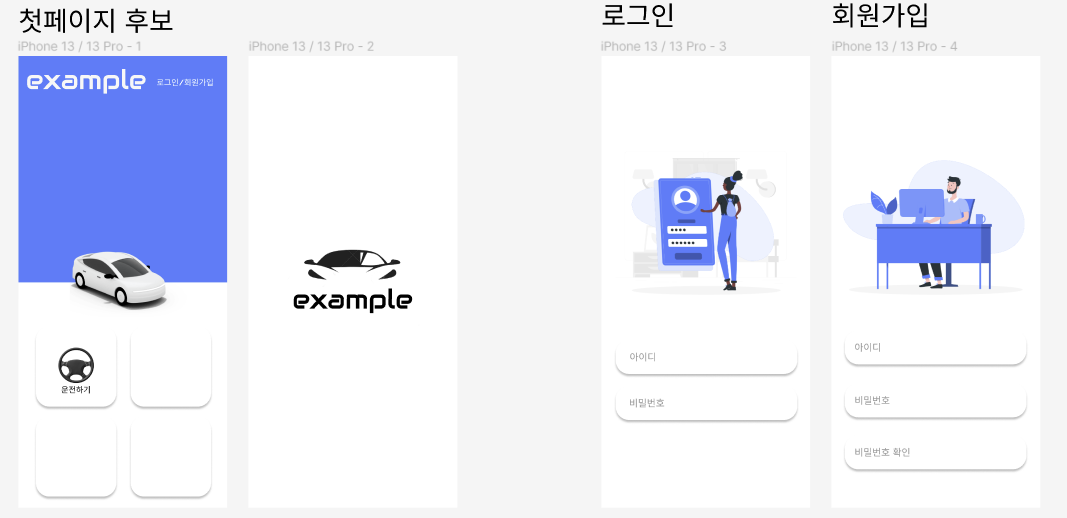 첫페이지 후보
iPhone 13 / 13 Pro - 1
example
로그인/회원가입
운전하기
iPhone 13 / 13 Pro - 2
example
로그인
iPhone 13 / 13 Pro - 3
아이디
비밀번호
회원가입
iPhone 13 / 13 Pro - 4
아이디
비밀번호
비밀번호 확인